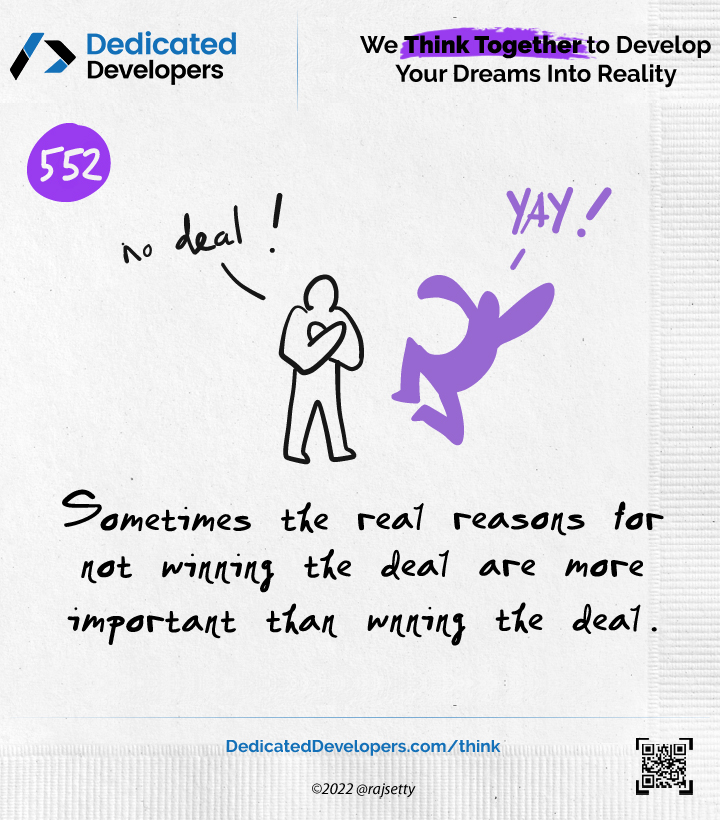 Dedicated
Developers
We Think Together to Develop
Your Dreams Into Reality
552
no deal!
YAY!
Sometimes the real reasons for
not winning the deal are more
important than wnning the deal.
DedicatedDevelopers.com/think
©2022 @rajsetty